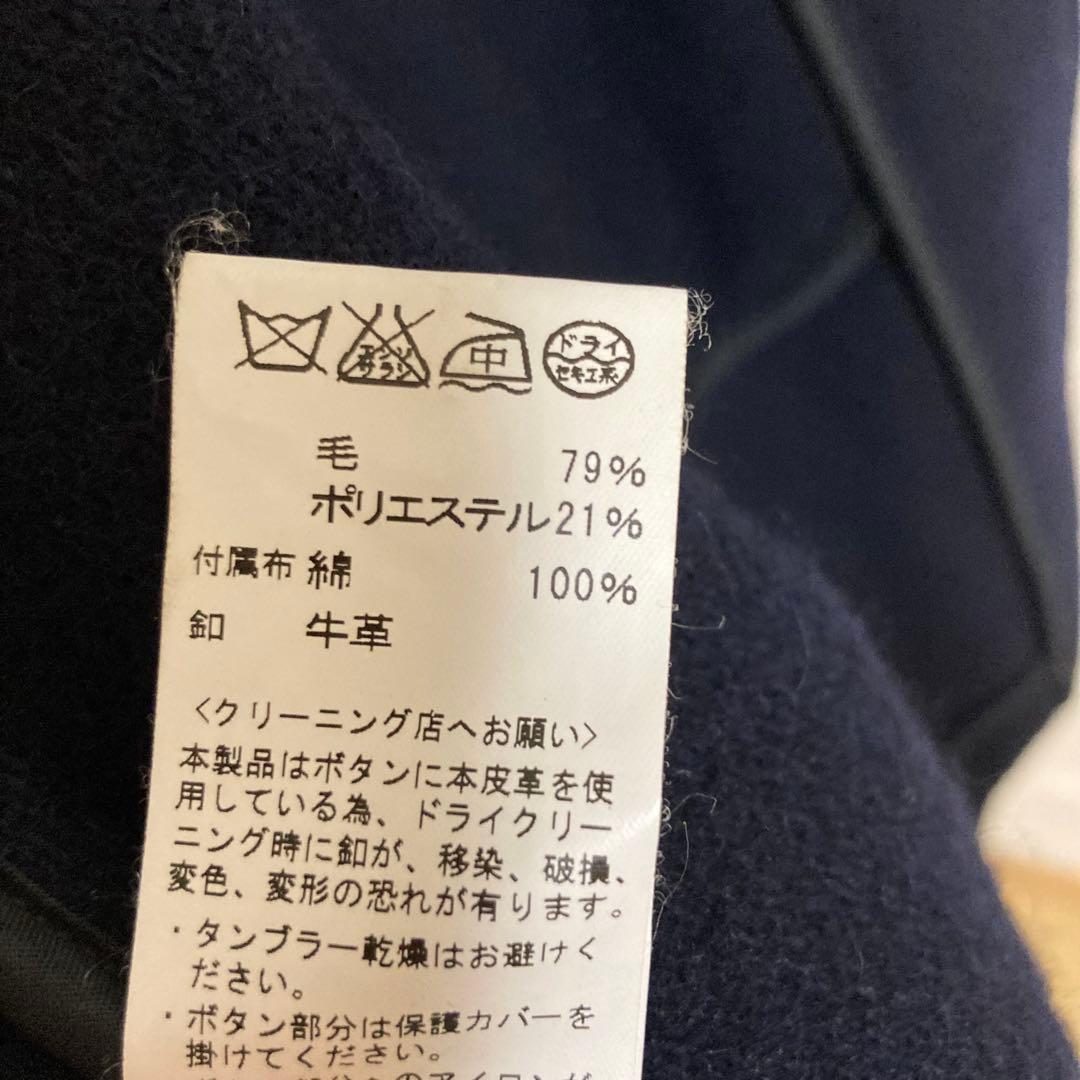 エンソ
サラシ
中
ドライ
セキユ系
毛 79%
ポリエステル21%
付属布 綿 100%
釦 牛革
<クリーニング店へお願い>
本製品はボタンに本皮革を使
用している為、ドライクリー
ニング時に釦が、移染、破損、
変色、変形の恐れが有ります。
・タンブラー乾燥はお避けく
ださい。
・ボタン部分は保護カバーを
掛けてください。